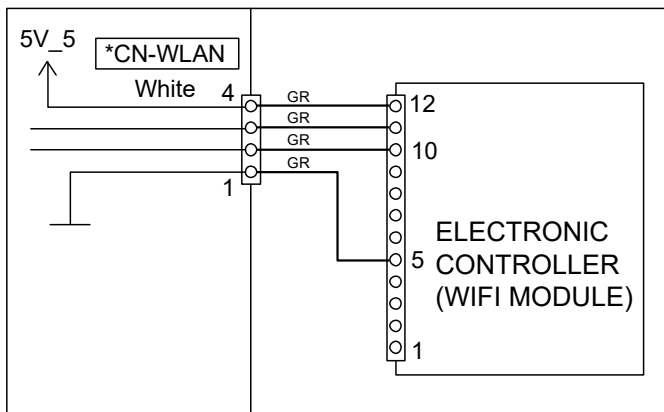 5V_5
*CN-WLAN
White
4
GR
12
GR
GR
10
GR
1
5
ELECTRONIC
CONTROLLER
(WIFI MODULE)
1